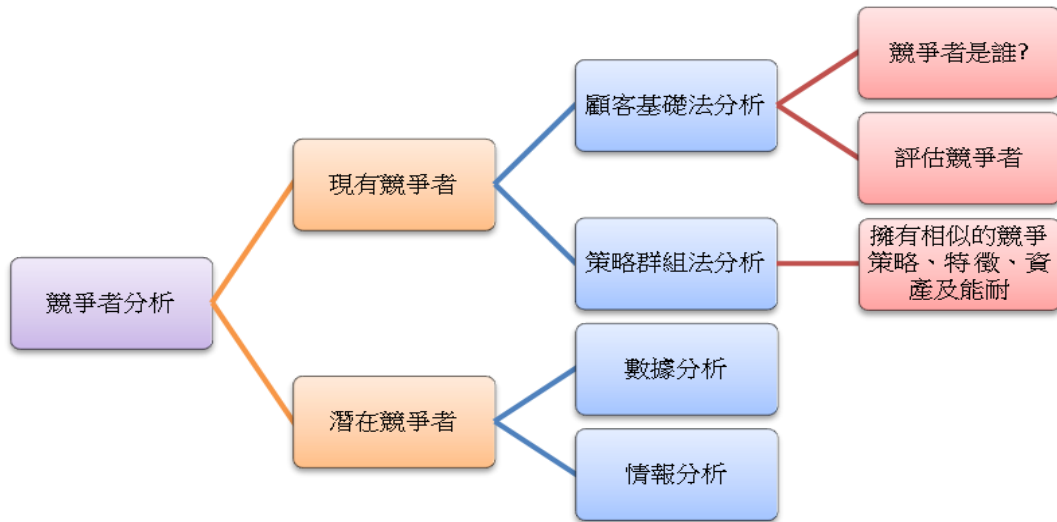 競爭者分析
現有競爭者
顧客基礎法分析
競爭者是誰?
評估競爭者
策略群組法分析
擁有相似的競爭
策略、特徵、資
產及能耐
潛在競爭者
數據分析
情報分析